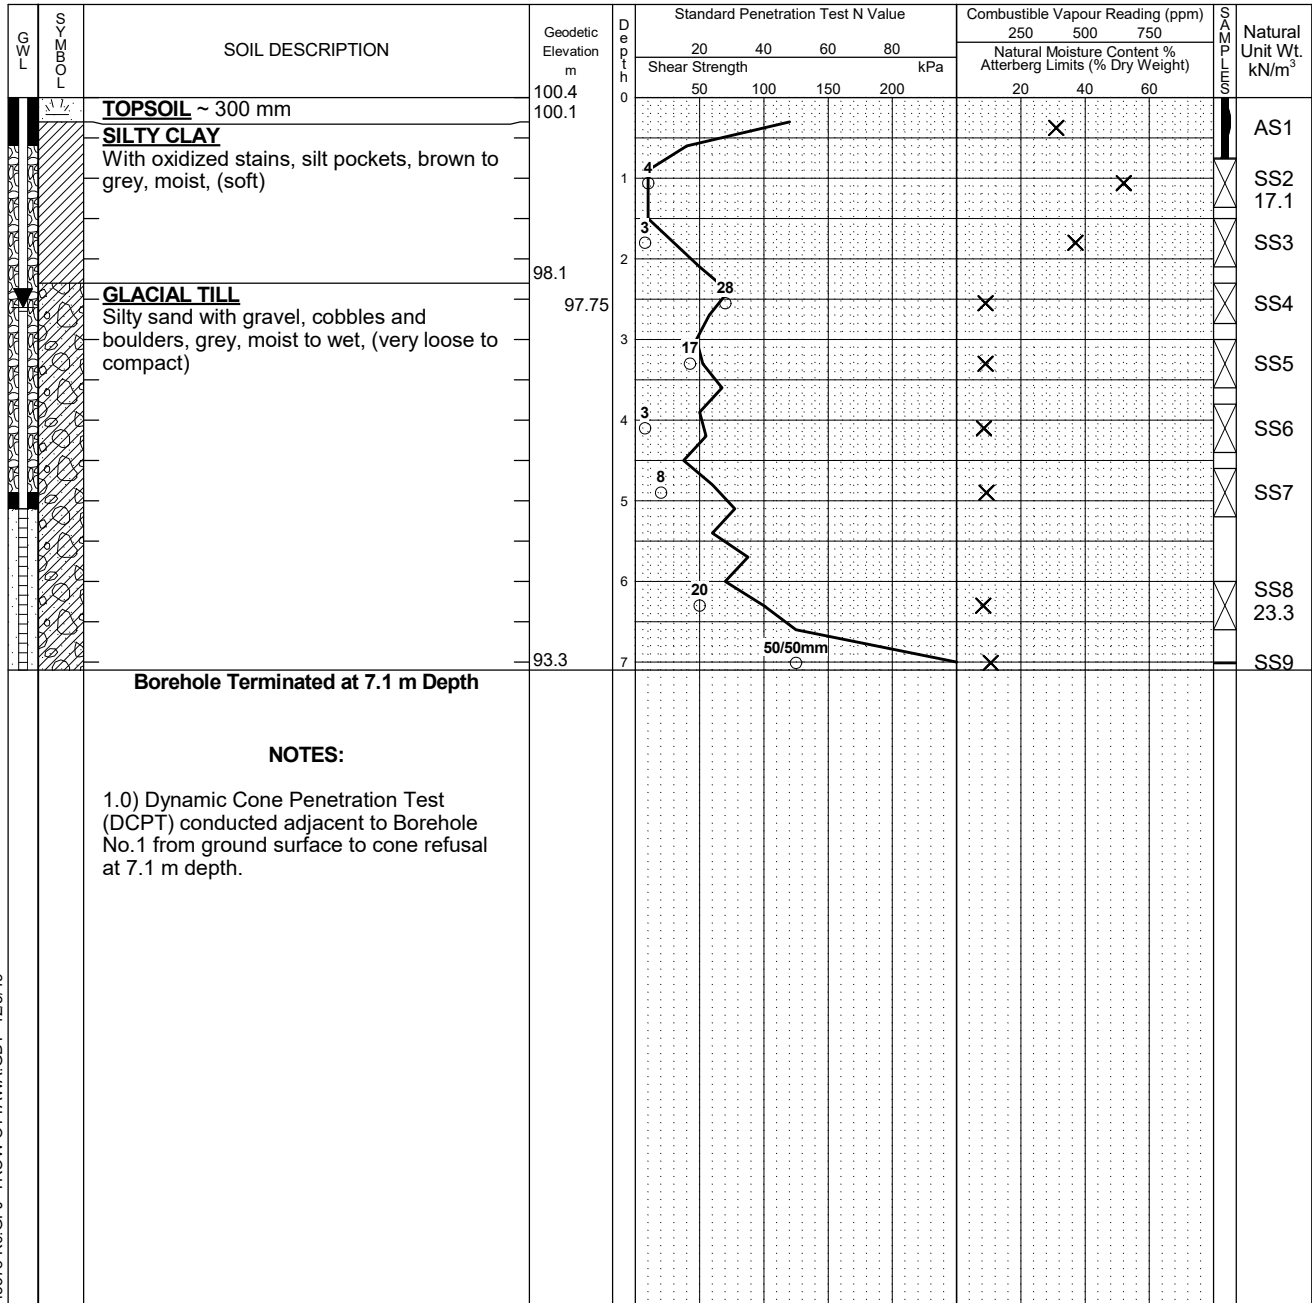 GWL
SYMBOL
SOIL DESCRIPTION
Geodetic
Elevation
m
Depth
Standard Penetration Test N Value
20 40 60 80
Shear Strength kPa
50 100 150 200
Combustible Vapour Reading (ppm)
250 500 750
Natural Moisture Content %
Atterberg Limits (% Dry Weight)
20 40 60
SAMPLES
Natural
Unit Wt.
kN/m³
100.4
0
TOPSOIL ~ 300 mm
100.1
AS1
SILTY CLAY
With oxidized stains, silt pockets, brown to
grey, moist, (soft)
4
1
SS2
17.1
3
SS3
2
98.1
GLACIAL TILL
Silty sand with gravel, cobbles and
boulders, grey, moist to wet, (very loose to
compact)
97.75
28
SS4
3
17
SS5
3
4
SS6
8
5
SS7
6
20
SS8
23.3
50/50mm
93.3
7
SS9
Borehole Terminated at 7.1 m Depth
NOTES:
1.0) Dynamic Cone Penetration Test
(DCPT) conducted adjacent to Borehole
No.1 from ground surface to cone refusal
at 7.1 m depth.